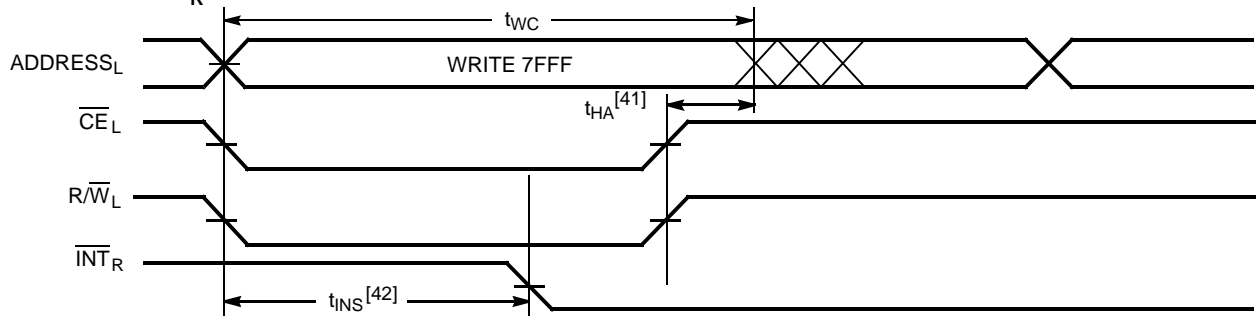 R
tWC
ADDRESSL
WRITE 7FFF
tHA[41]
CEL
R/WL
INTR
tINS[42]